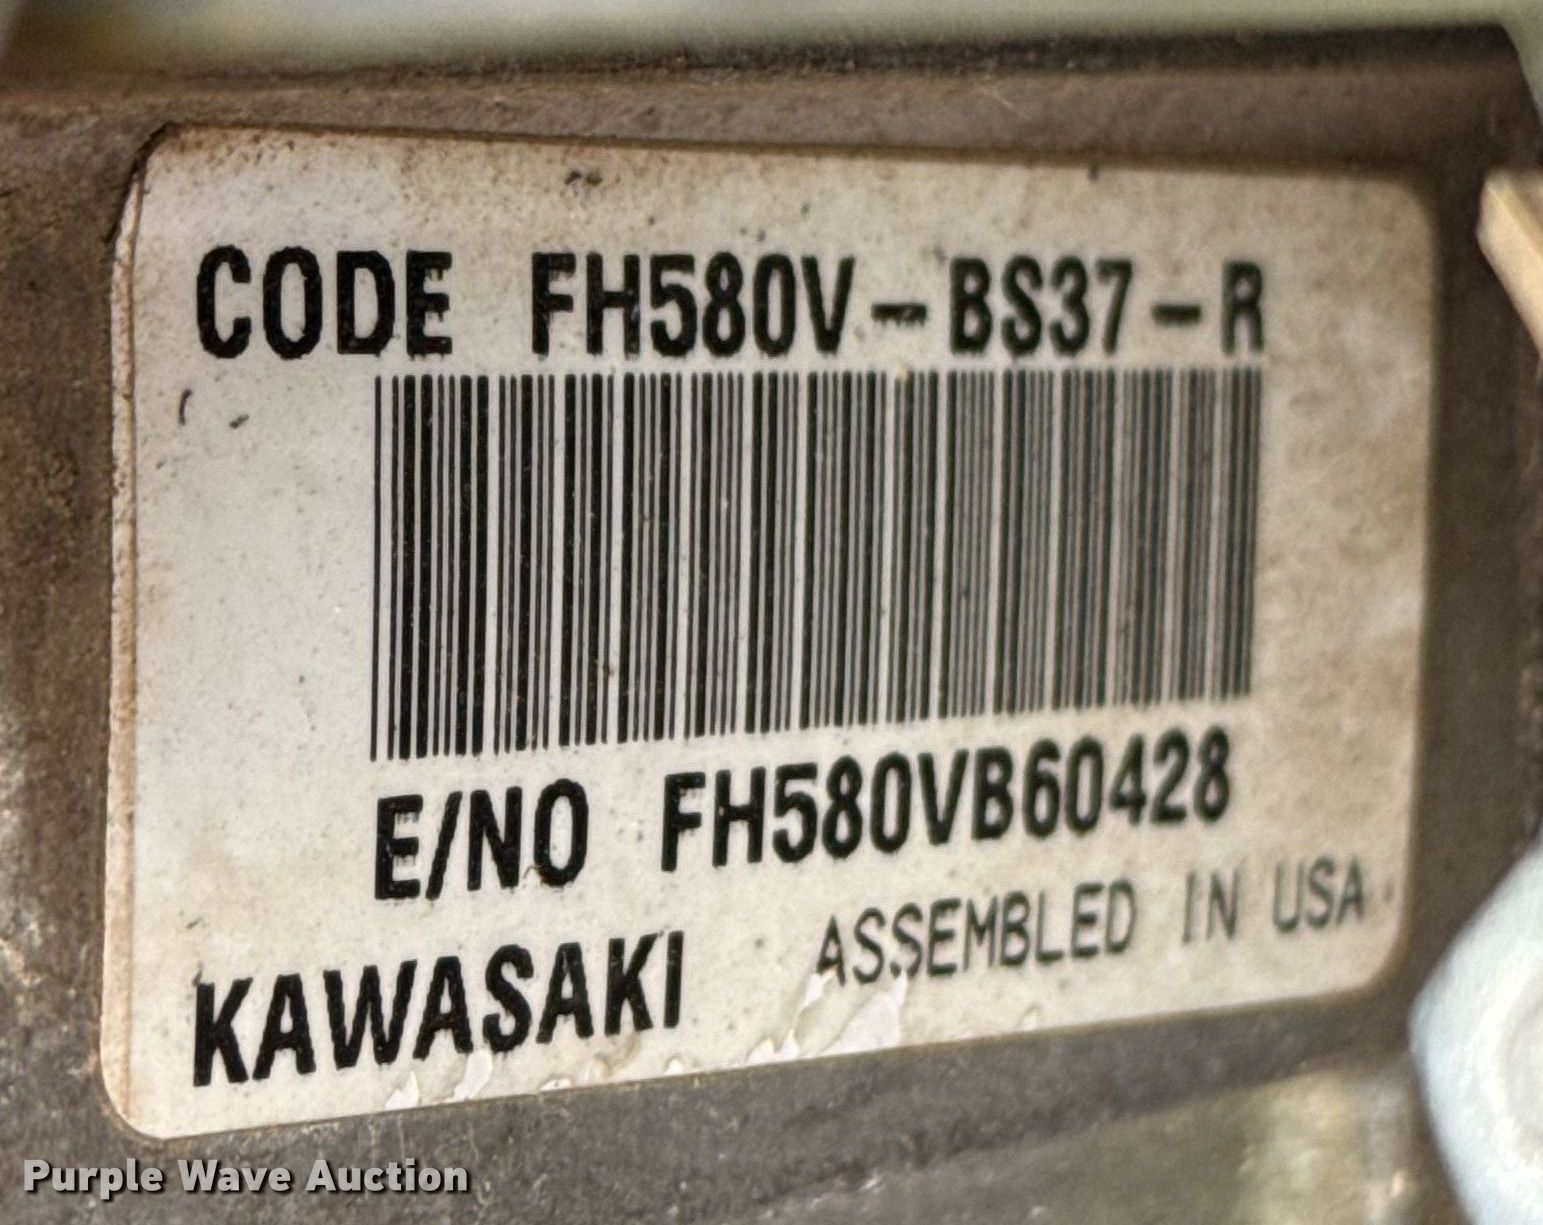 CODE FH580V-BS37-R
E/NO FH580VB60428
KAWASAKI ASSEMBLED IN USA
Purple Wave Auction